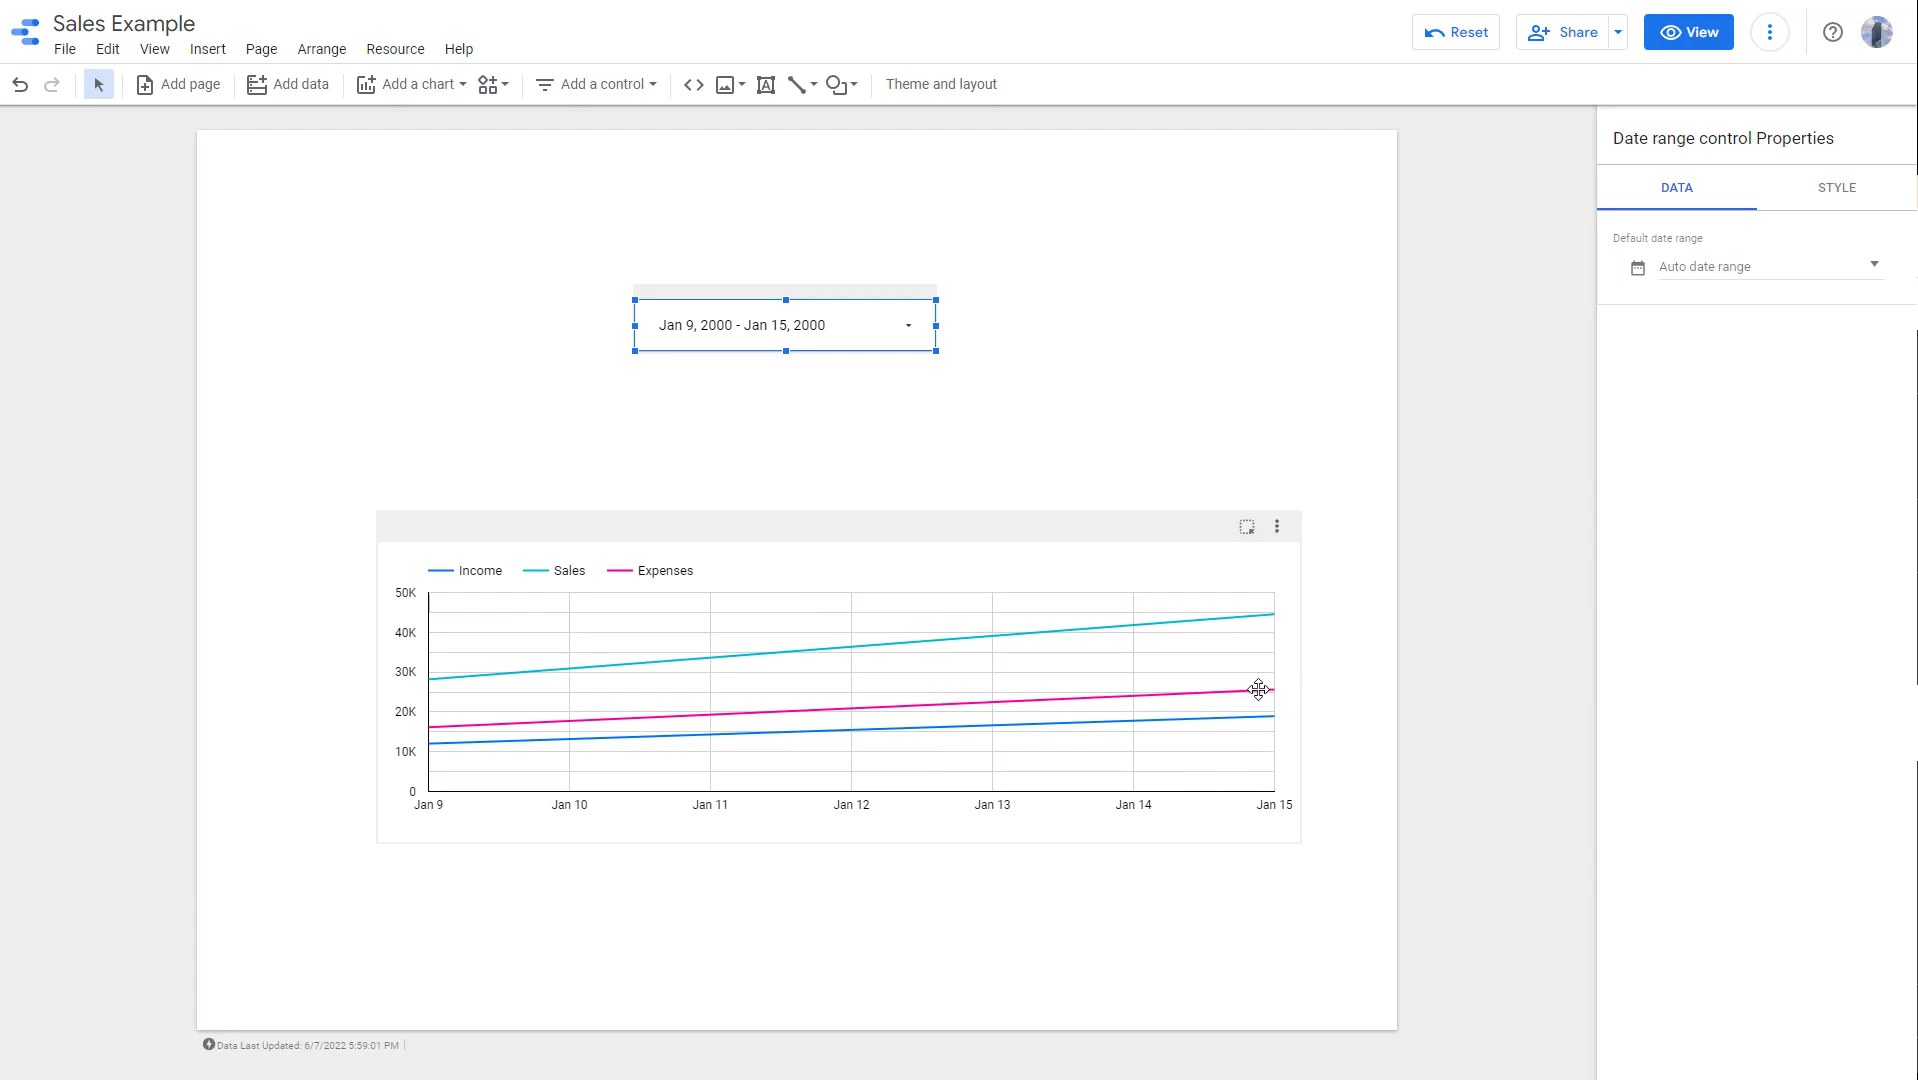 Sales Example
File Edit View Insert Page Arrange Resource Help
Reset Share View
Add page Add data Add a chart Add a control Theme and layout
Date range control Properties
DATA STYLE
Default date range
Auto date range
Jan 9, 2000 - Jan 15, 2000
Income Sales Expenses
50K
40K
30K
20K
10K
0
Jan 9 Jan 10 Jan 11 Jan 12 Jan 13 Jan 14 Jan 15
Data Last Updated: 6/7/2022 5:59:01 PM